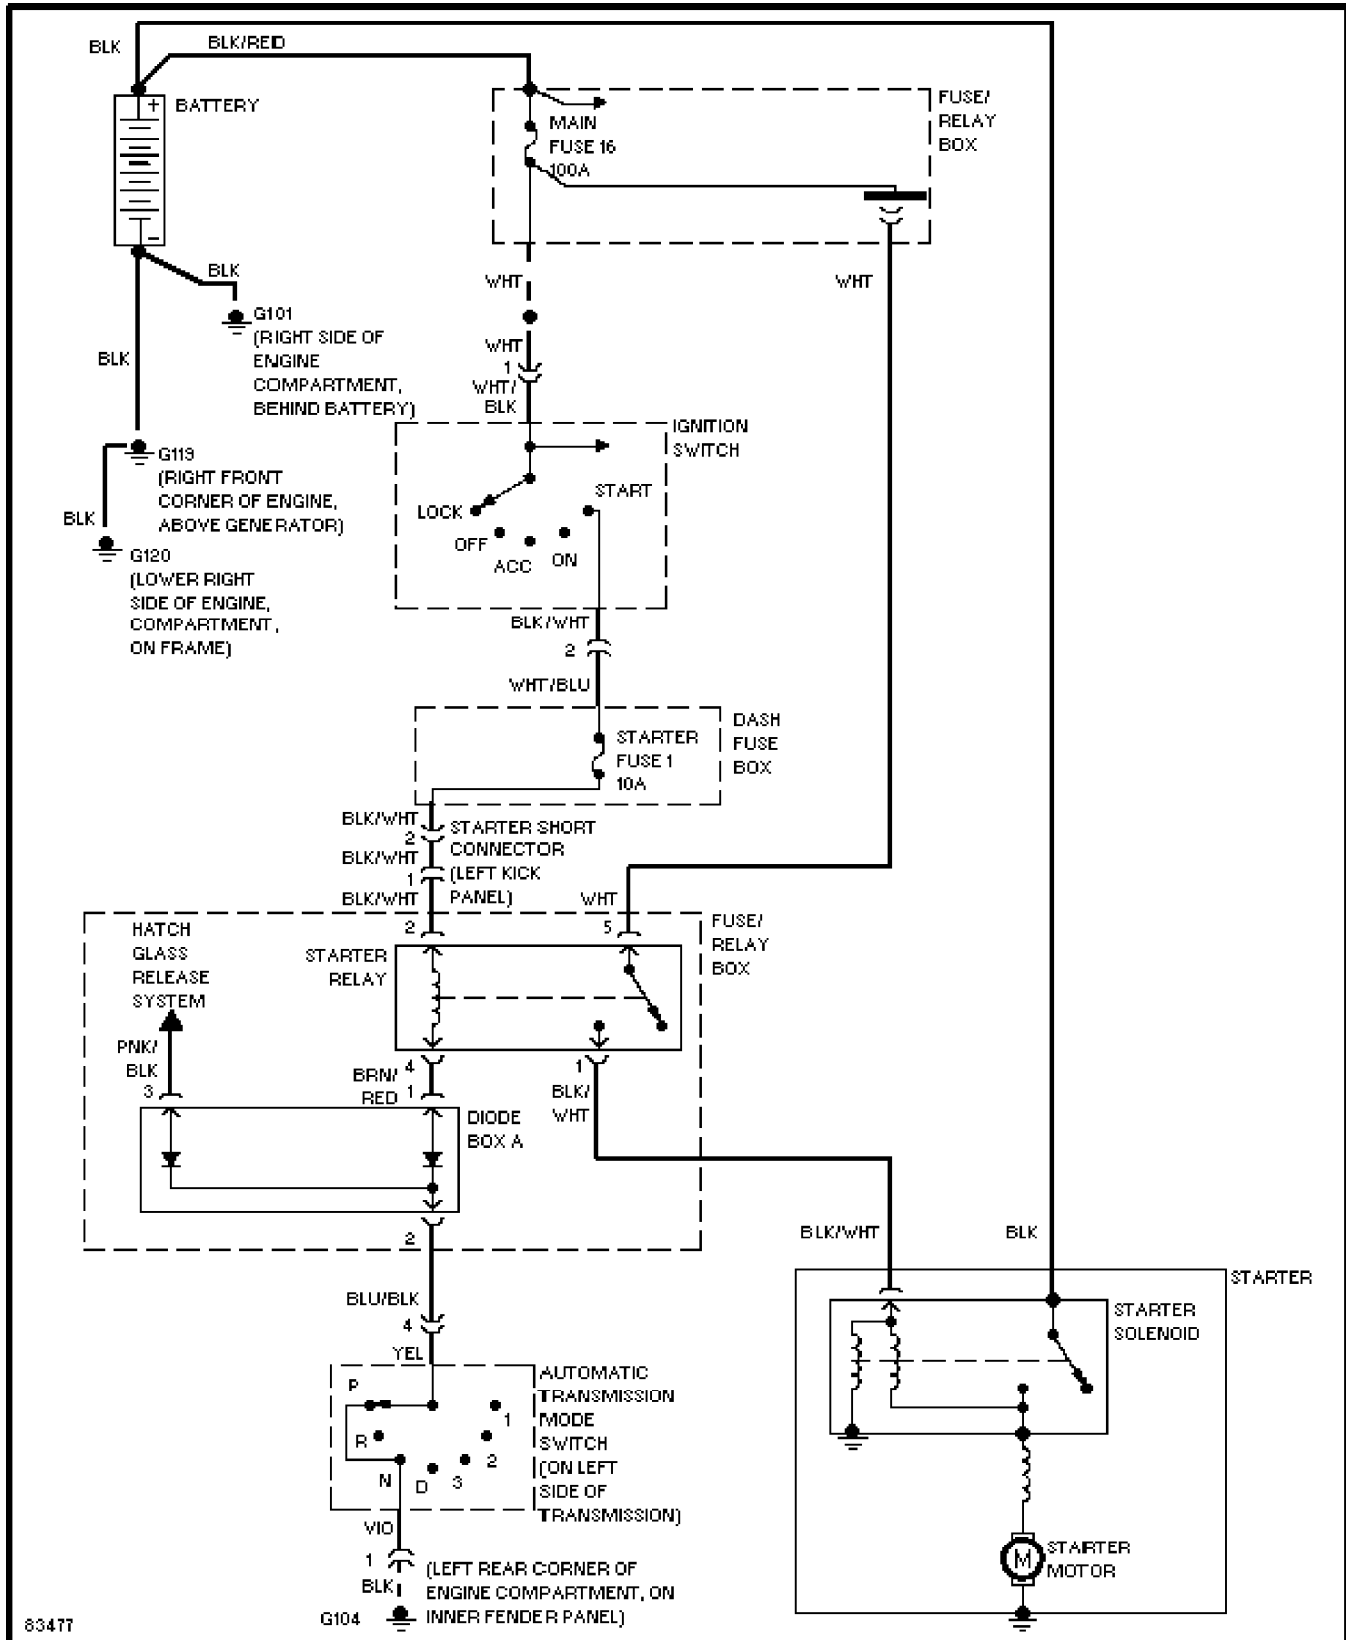 BLK
BLK/RED
BATTERY
+
-
MAIN
FUSE 16
100A
FUSE/
RELAY
BOX
BLK
G101
(RIGHT SIDE OF
ENGINE
COMPARTMENT,
BEHIND BATTERY)
WHT
WHT
WHT
1
WHT/
BLK
BLK
IGNITION
SWITCH
G119
(RIGHT FRONT
CORNER OF ENGINE,
ABOVE GENERATOR)
LOCK
START
OFF
ACC
ON
BLK
G120
(LOWER RIGHT
SIDE OF ENGINE,
COMPARTMENT,
ON FRAME)
BLK/WHT
2
WHT/BLU
STARTER
FUSE 1
10A
DASH
FUSE
BOX
BLK/WHT
2
BLK/WHT
1
BLK/WHT
STARTER SHORT
CONNECTOR
(LEFT KICK
PANEL)
WHT
HATCH
GLASS
RELEASE
SYSTEM
2
5
STARTER
RELAY
FUSE/
RELAY
BOX
PNK/
BLK
3
4
BRN/
RED
1
1
BLK/
WHT
DIODE
BOX A
2
BLK/WHT
BLK
STARTER
STARTER
SOLENOID
BLU/BLK
4
YEL
P
R
N
D
3
2
1
AUTOMATIC
TRANSMISSION
MODE
SWITCH
(ON LEFT
SIDE OF
TRANSMISSION)
VIO
1
BLK
G104
(LEFT REAR CORNER OF
ENGINE COMPARTMENT, ON
INNER FENDER PANEL)
M
STARTER
MOTOR
83477